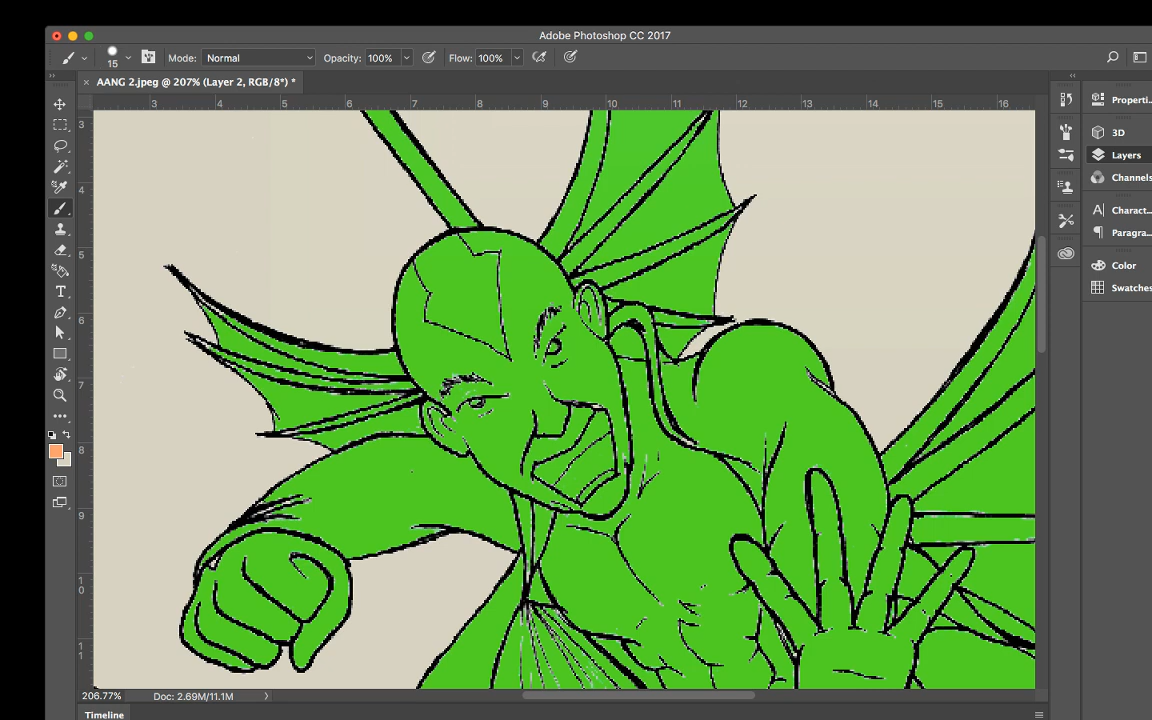 Adobe Photoshop CC 2017
15
Mode: Normal
Opacity: 100%
Flow: 100%
× AANG 2.jpeg @ 207% (Layer 2, RGB/8*) *
3 4 5 6 7 8 9 10 11 12 13 14 15 16
3
4
5
6
7
8
9
1
0
1
1
Properti...
3D
Layers
Channels
Charact...
Paragra...
Color
Swatches
206.77%
Doc: 2.69M/11.1M
Timeline